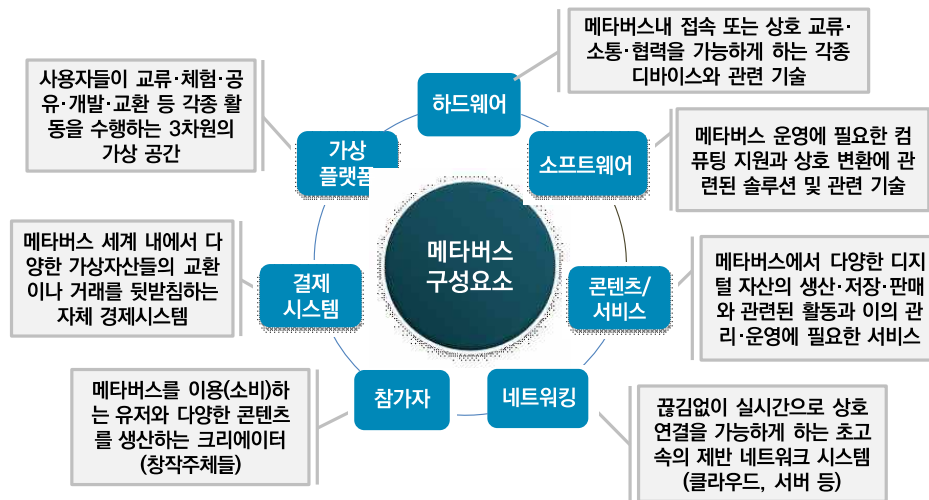 메타버스내 접속 또는 상호 교류·
소통·협력을 가능하게 하는 각종
디바이스와 관련 기술
하드웨어
사용자들이 교류·체험·공
유·개발·교환 등 각종 활
동을 수행하는 3차원의
가상 공간
가상
플랫폼
소프트웨어
메타버스 운영에 필요한 컴
퓨팅 지원과 상호 변환에 관
련된 솔루션 및 관련 기술
메타버스
구성요소
메타버스 세계 내에서 다
양한 가상자산들의 교환
이나 거래를 뒷받침하는
자체 경제시스템
결제
시스템
콘텐츠/
서비스
메타버스에서 다양한 디지
털 자산의 생산·저장·판매
와 관련된 활동과 이의 관
리·운영에 필요한 서비스
메타버스를 이용(소비)하
는 유저와 다양한 콘텐츠
를 생산하는 크리에이터
(창작주체들)
참가자
네트워킹
끊김없이 실시간으로 상호
연결을 가능하게 하는 초고
속의 제반 네트워크 시스템
(클라우드, 서버 등)